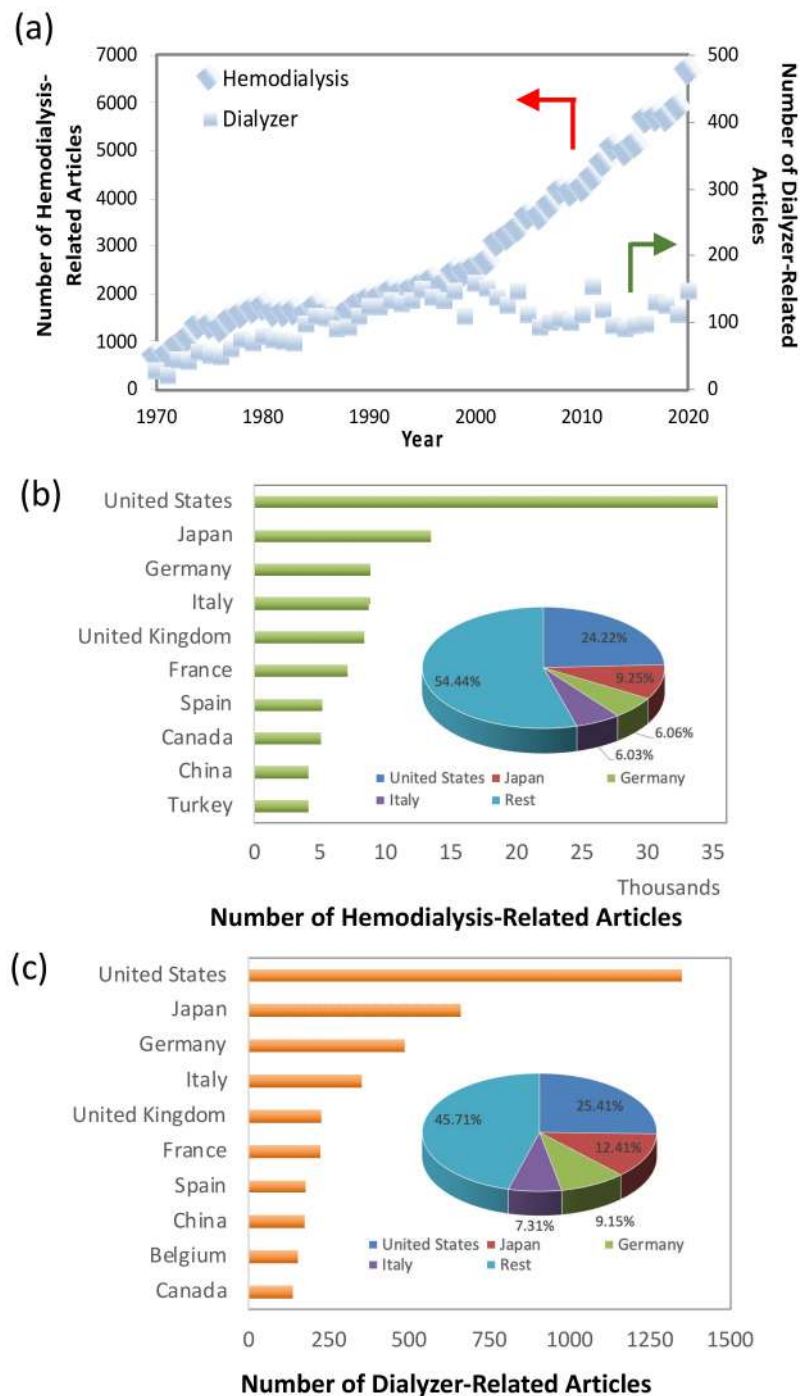 (a)
7000
6000
5000
4000
3000
2000
1000
0
Number of Hemodialysis-
Related Articles
Hemodialysis
Dialyzer
500
400
300
200
100
0
Number of Dialyzer-Related
Articles
1970 1980 1990 2000 2010 2020
Year
(b)
United States
Japan
Germany
Italy
United Kingdom
France
Spain
Canada
China
Turkey
24.22%
9.25%
54.44%
6.06%
6.03%
United States Japan Germany
Italy Rest
0 5 10 15 20 25 30 35
Thousands
Number of Hemodialysis-Related Articles
(c)
United States
Japan
Germany
Italy
United Kingdom
France
Spain
China
Belgium
Canada
25.41%
45.71%
12.41%
7.31%
9.15%
United States Japan Germany
Italy Rest
0 250 500 750 1000 1250 1500
Number of Dialyzer-Related Articles